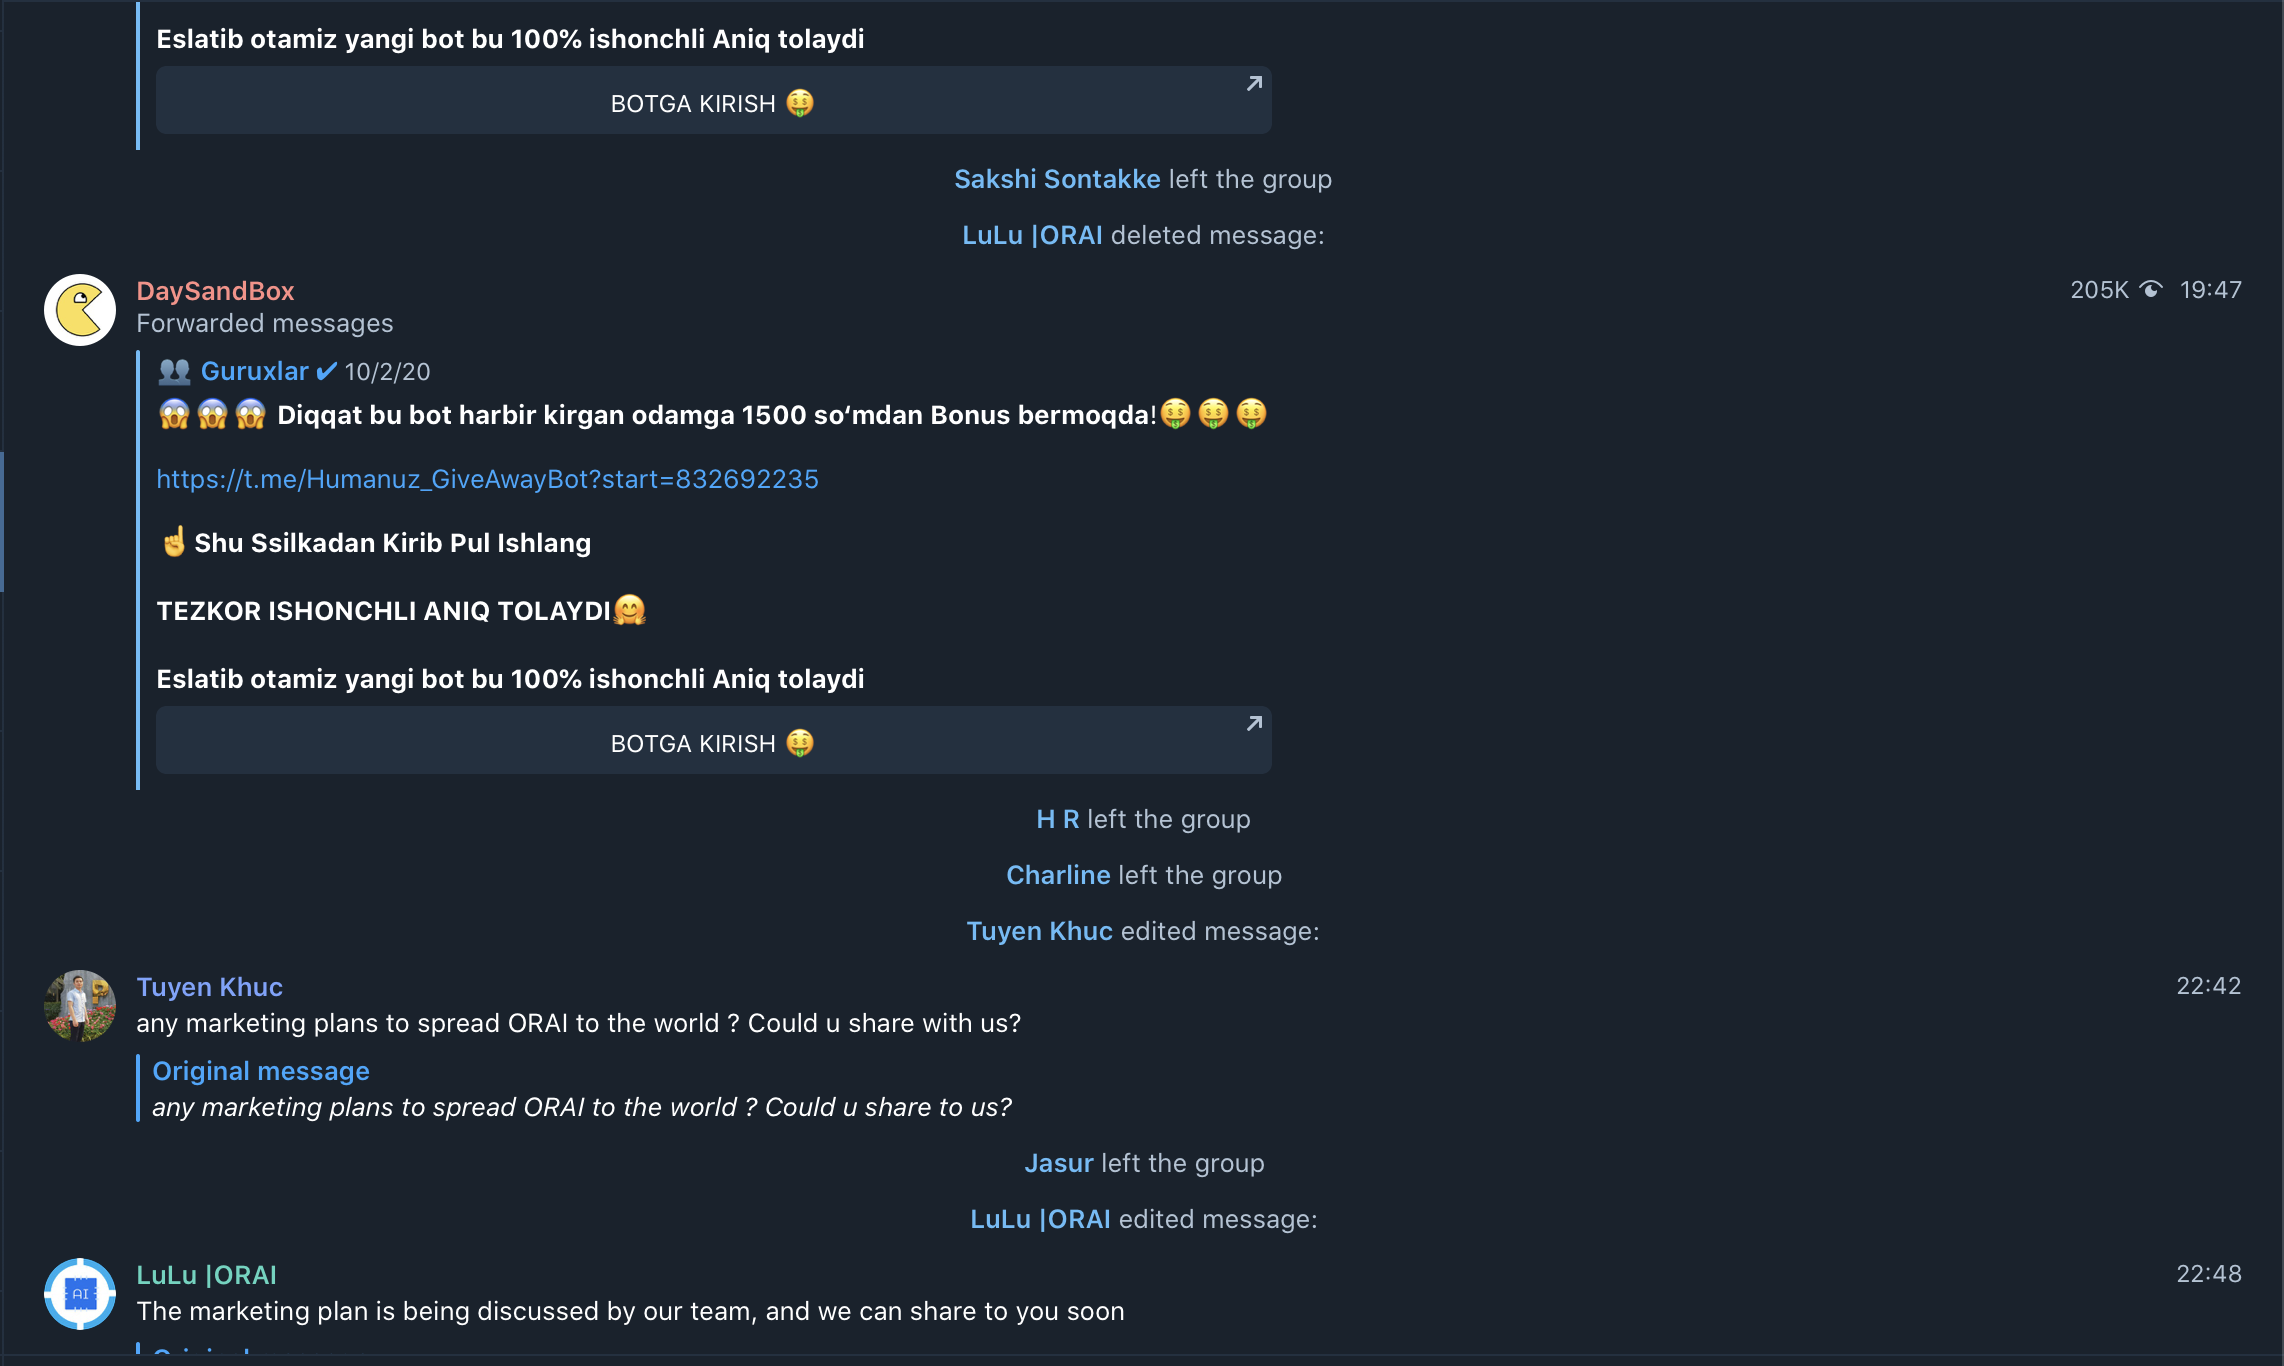 Eslatib otamiz yangi bot bu 100% ishonchli Aniq tolaydi
BOTGA KIRISH 🤑
Sakshi Sontakke left the group
LuLu |ORAI deleted message:
DaySandBox
205K 19:47
Forwarded messages
👥 Guruxlar ✔ 10/2/20
😱😱😱 Diqqat bu bot harbir kirgan odamga 1500 so‘mdan Bonus bermoqda!🤑🤑🤑
https://t.me/Humanuz_GiveAwayBot?start=832692235
☝️Shu Ssilkadan Kirib Pul Ishlang
TEZKOR ISHONCHLI ANIQ TOLAYDI🤗
Eslatib otamiz yangi bot bu 100% ishonchli Aniq tolaydi
BOTGA KIRISH 🤑
H R left the group
Charline left the group
Tuyen Khuc edited message:
Tuyen Khuc
22:42
any marketing plans to spread ORAI to the world ? Could u share with us?
Original message
any marketing plans to spread ORAI to the world ? Could u share to us?
Jasur left the group
LuLu |ORAI edited message:
AI
LuLu |ORAI
22:48
The marketing plan is being discussed by our team, and we can share to you soon